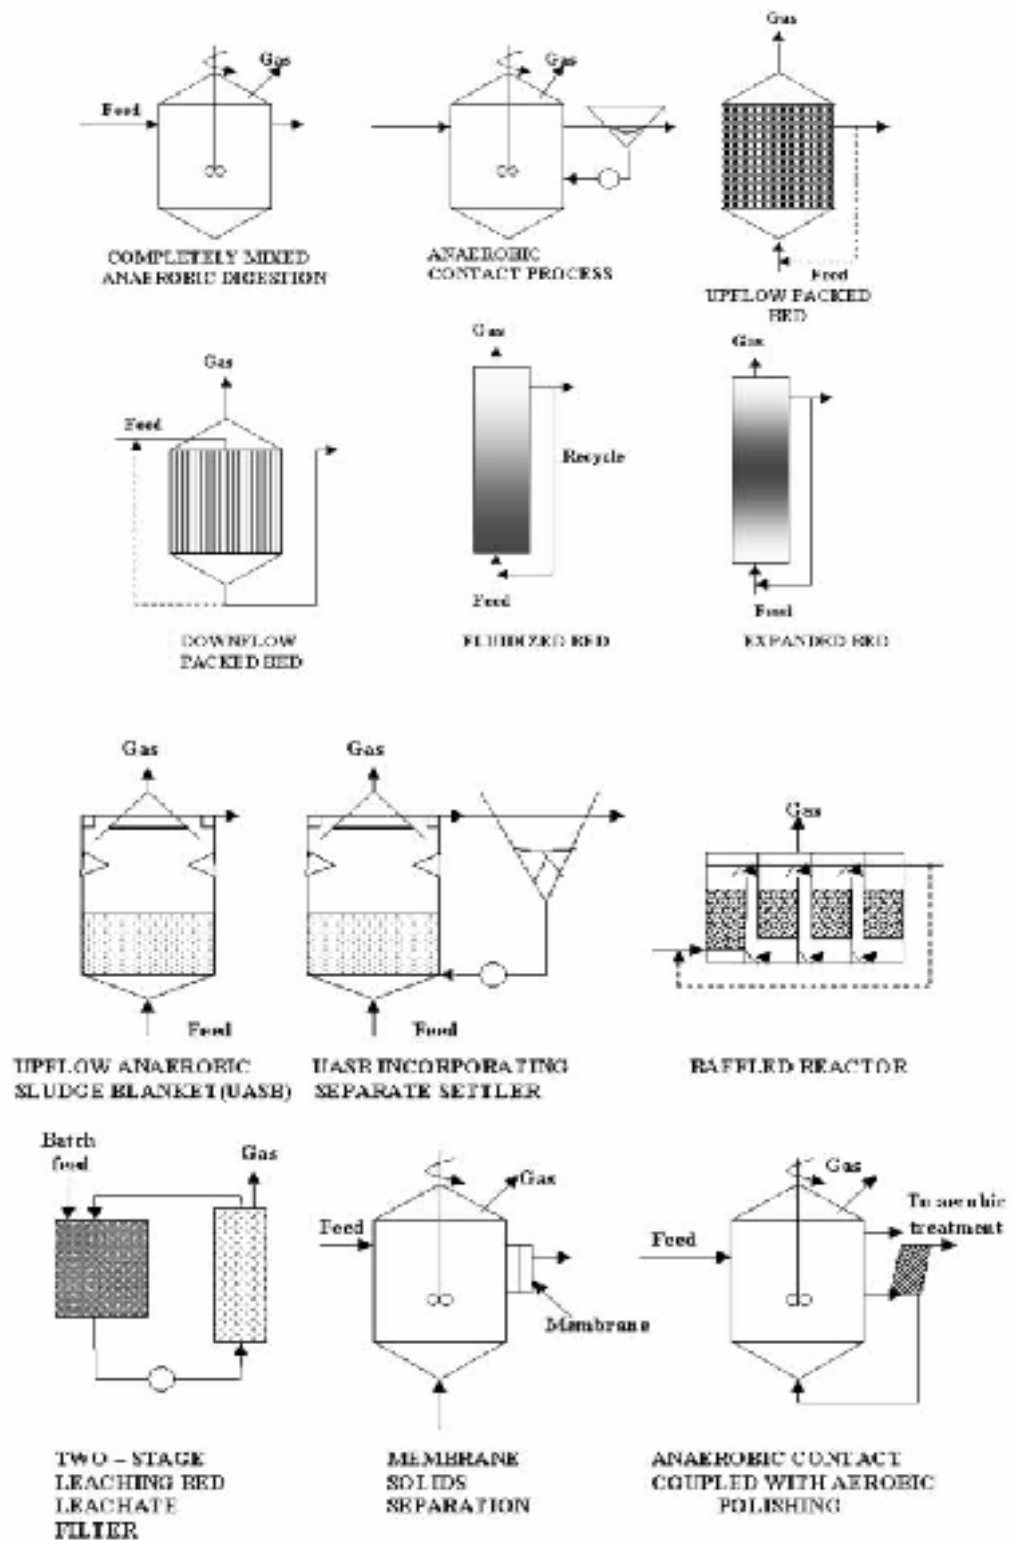 Gas
Feed
COMPLETELY MIXED
ANAEROBIC DIGESTION
Gas
ANAEROBIC
CONTACT PROCESS
Gas
Feed
UPFLOW PACKED
BED
Gas
Feed
DOWNFLOW
PACKED BED
Gas
Recycle
Feed
FLUIDIZED BED
Gas
Feed
EXPANDED BED
Gas
Feed
UPFLOW ANAEROBIC
SLUDGE BLANKET(UASB)
Gas
Feed
UASB INCORPORATING
SEPARATE SETTLER
Gas
BAFFLED REACTOR
Batch
feed
Gas
TWO – STAGE
LEACHING BED
LEACHATE
FILTER
Gas
Feed
Membrane
MEMBRANE
SOLIDS
SEPARATION
Gas
To aerobic
treatment
Feed
ANAEROBIC CONTACT
COUPLED WITH AEROBIC
POLISHING